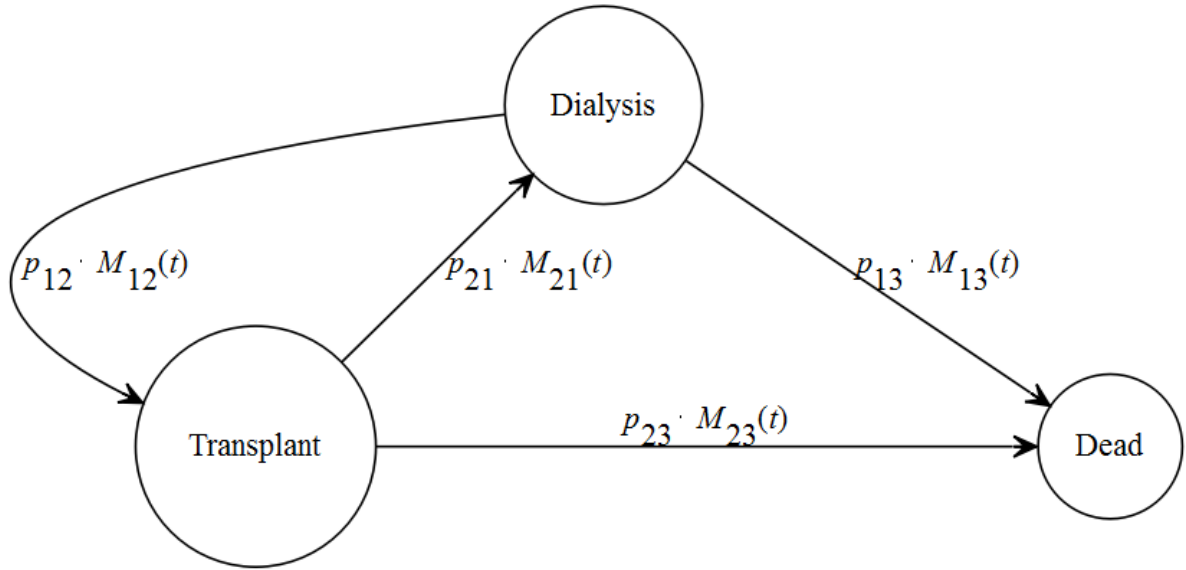 Dialysis
p12 · M12(t)
p21 · M21(t)
p13 · M13(t)
p23 · M23(t)
Transplant
Dead